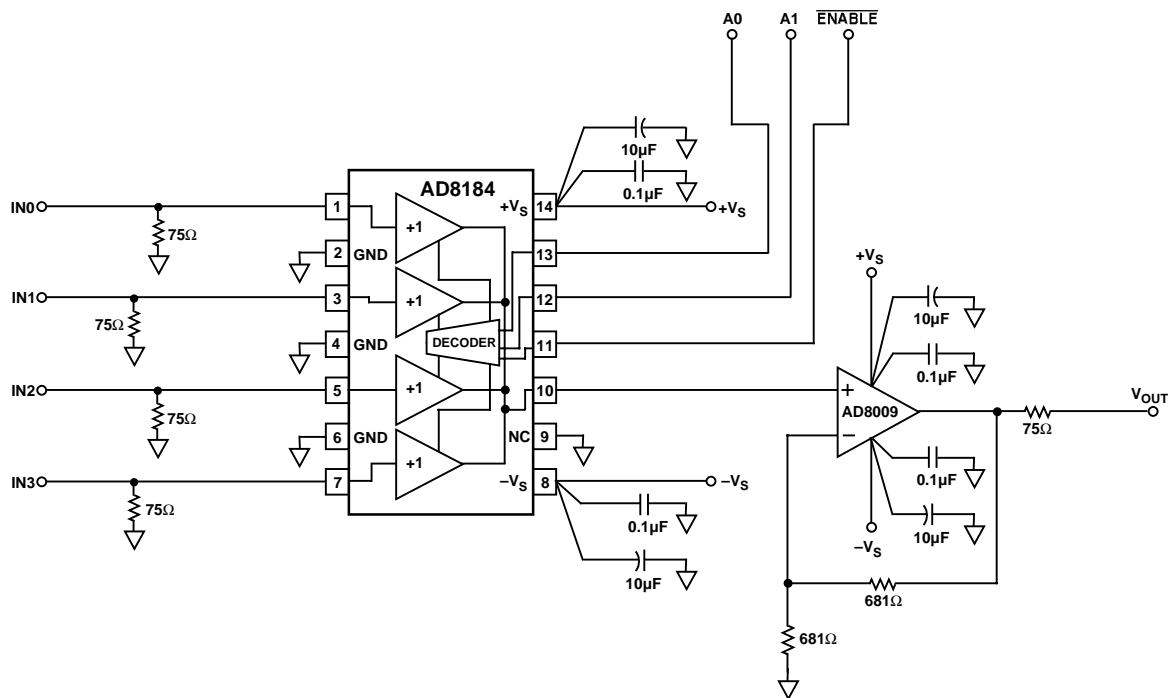 A0 A1 ENABLE
10µF
0.1µF
AD8184
IN0
1
+1
+VS
14
+VS
75Ω
2
GND
13
IN1
3
+1
12
75Ω
4
GND
DECODER
11
IN2
5
+1
10
75Ω
6
GND
NC
9
IN3
7
+1
−VS
8
−VS
75Ω
0.1µF
10µF
+VS
10µF
0.1µF
+
AD8009
−
VOUT
75Ω
0.1µF
10µF
−VS
681Ω
681Ω